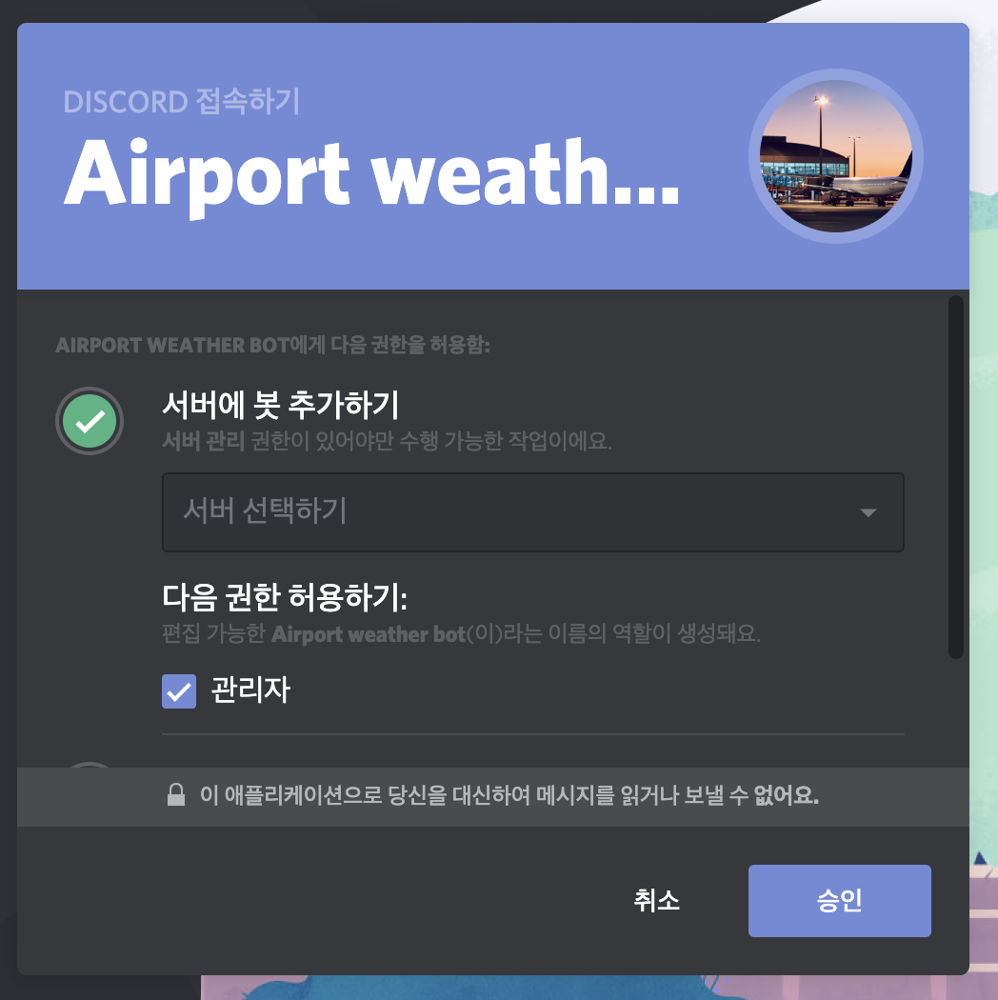 DISCORD 접속하기
Airport weath...
AIRPORT WEATHER BOT에게 다음 권한을 허용함:
서버에 봇 추가하기
서버 관리 권한이 있어야만 수행 가능한 작업이에요.
서버 선택하기
다음 권한 허용하기:
편집 가능한 Airport weather bot(이)라는 이름의 역할이 생성돼요.
관리자
이 애플리케이션으로 당신을 대신하여 메시지를 읽거나 보낼 수 없어요.
취소
승인